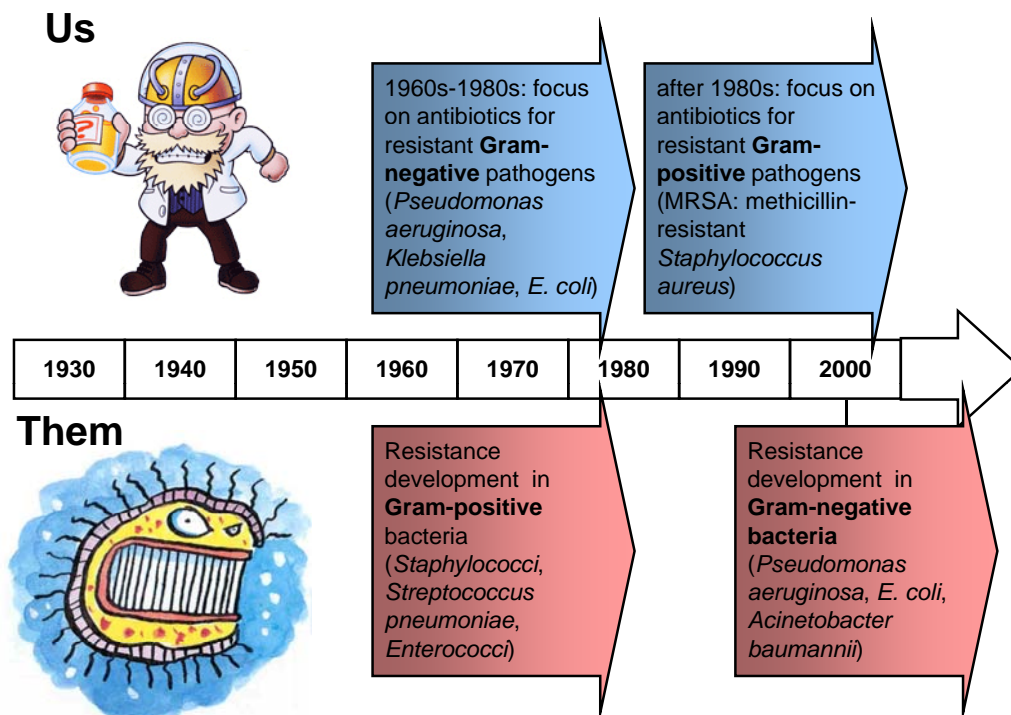 Us
1960s-1980s: focus
on antibiotics for
resistant Gram-
negative pathogens
(Pseudomonas
aeruginosa,
Klebsiella
pneumoniae, E. coli)
after 1980s: focus on
antibiotics for
resistant Gram-
positive pathogens
(MRSA: methicillin-
resistant
Staphylococcus
aureus)
?
1930 1940 1950 1960 1970 1980 1990 2000
Them
Resistance
development in
Gram-positive
bacteria
(Staphylococci,
Streptococcus
pneumoniae,
Enterococci)
Resistance
development in
Gram-negative
bacteria
(Pseudomonas
aeruginosa, E. coli,
Acinetobacter
baumannii)